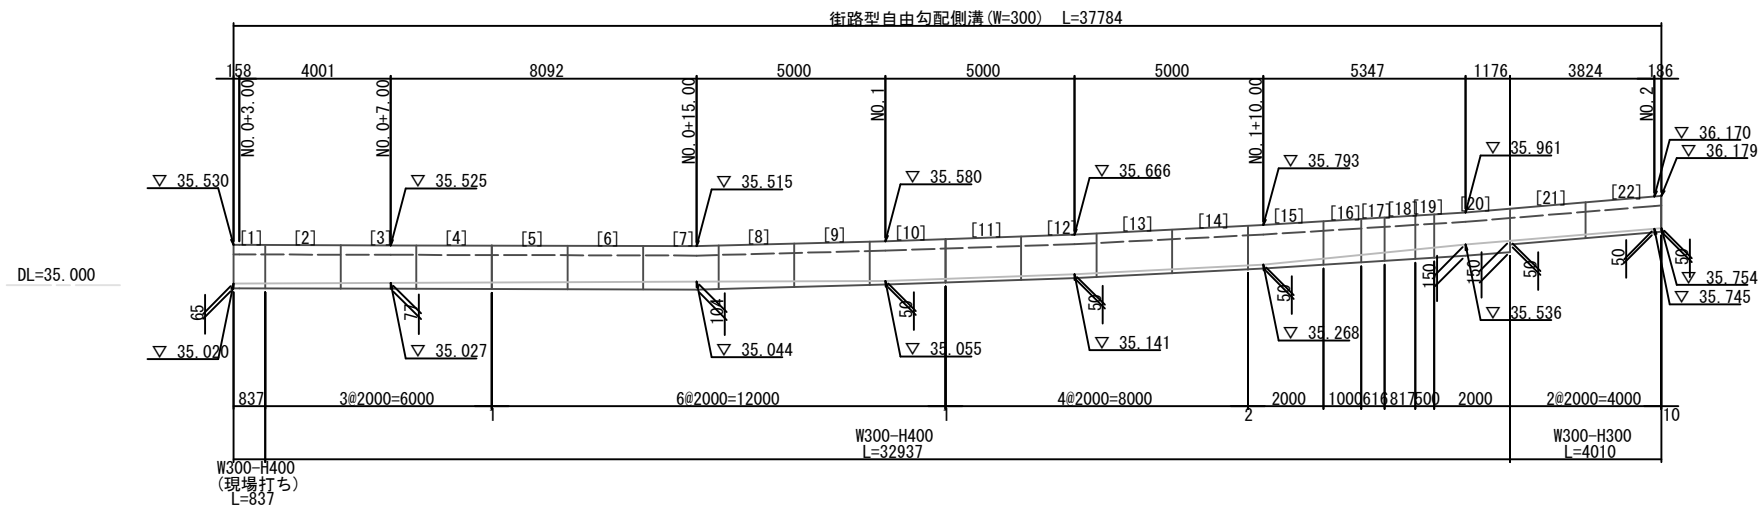 街路型自由勾配側溝(W=300) L=37784
158 4001 8092 5000 5000 5000 5347 1176 3824 186
NO.0+3.00
NO.0+7.00
NO.0+15.00
NO.1
NO.1+10.00
NO.2
▽ 35.530
▽ 35.525
▽ 35.515
▽ 35.580
▽ 35.666
▽ 35.793
▽ 35.961
▽ 36.170
▽ 36.179
[1] [2] [3] [4] [5] [6] [7] [8] [9] [10] [11] [12] [13] [14] [15] [16] [17] [18] [19] [20] [21] [22]
DL=35.000
65
77
104
50
50
50
150
150
50
50
50
▽ 35.020
▽ 35.027
▽ 35.044
▽ 35.055
▽ 35.141
▽ 35.268
▽ 35.536
▽ 35.754
▽ 35.745
837 3@2000=6000 6@2000=12000 4@2000=8000 2000 1000 616 817 500 2000 2@2000=4000
1 1 2 10
W300-H400
L=32937
W300-H300
L=4010
W300-H400
(現場打ち)
L=837